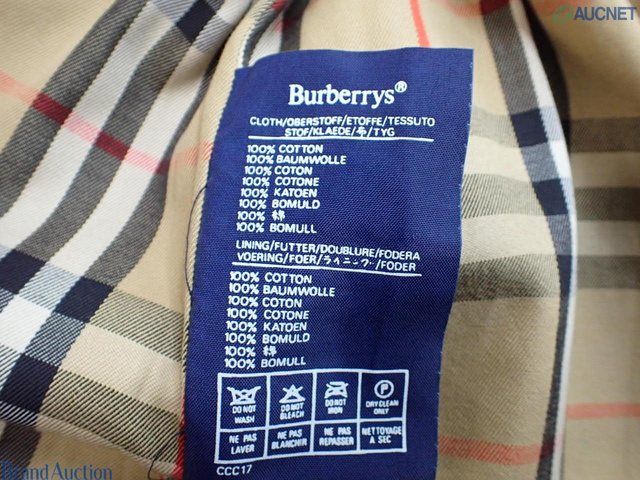 AUCNET
Burberrys®
CLOTH/OBERSTOFF/ETOFFE/TESSUTO
STOF/KLAEDE/布/TYG
100% COTTON
100% BAUMWOLLE
100% COTON
100% COTONE
100% KATOEN
100% BOMULD
100% 綿
100% BOMULL
LINING/FUTTER/DOUBLURE/FODERA
VOERING/FOER/ライニング/FODER
100% COTTON
100% BAUMWOLLE
100% COTON
100% COTONE
100% KATOEN
100% BOMULD
100% 綿
100% BOMULL
DO NOT WASH
DO NOT BLEACH
DO NOT IRON
P
DRY CLEAN ONLY
NE PAS LAVER
NE PAS BLANCHIR
NE PAS REPASSER
NETTOYAGE A SEC
CCC17
Brand Auction